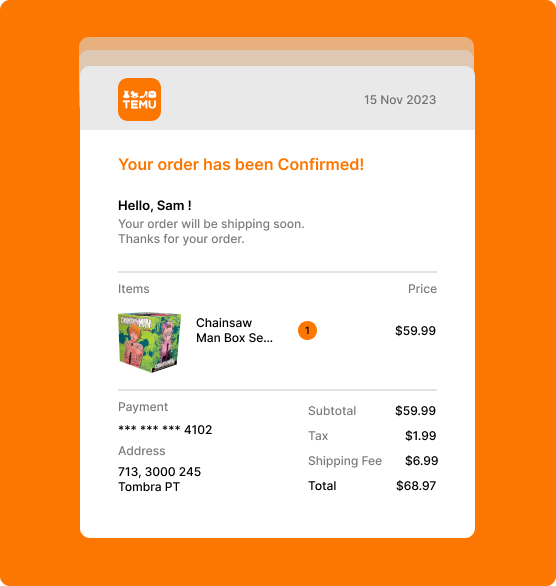 TEMU
15 Nov 2023
Your order has been Confirmed!
Hello, Sam !
Your order will be shipping soon.
Thanks for your order.
Items Price
CHAINSAW MAN
Chainsaw
Man Box Se...
1
$59.99
Payment
*** *** *** 4102
Address
713, 3000 245
Tombra PT
Subtotal $59.99
Tax $1.99
Shipping Fee $6.99
Total $68.97